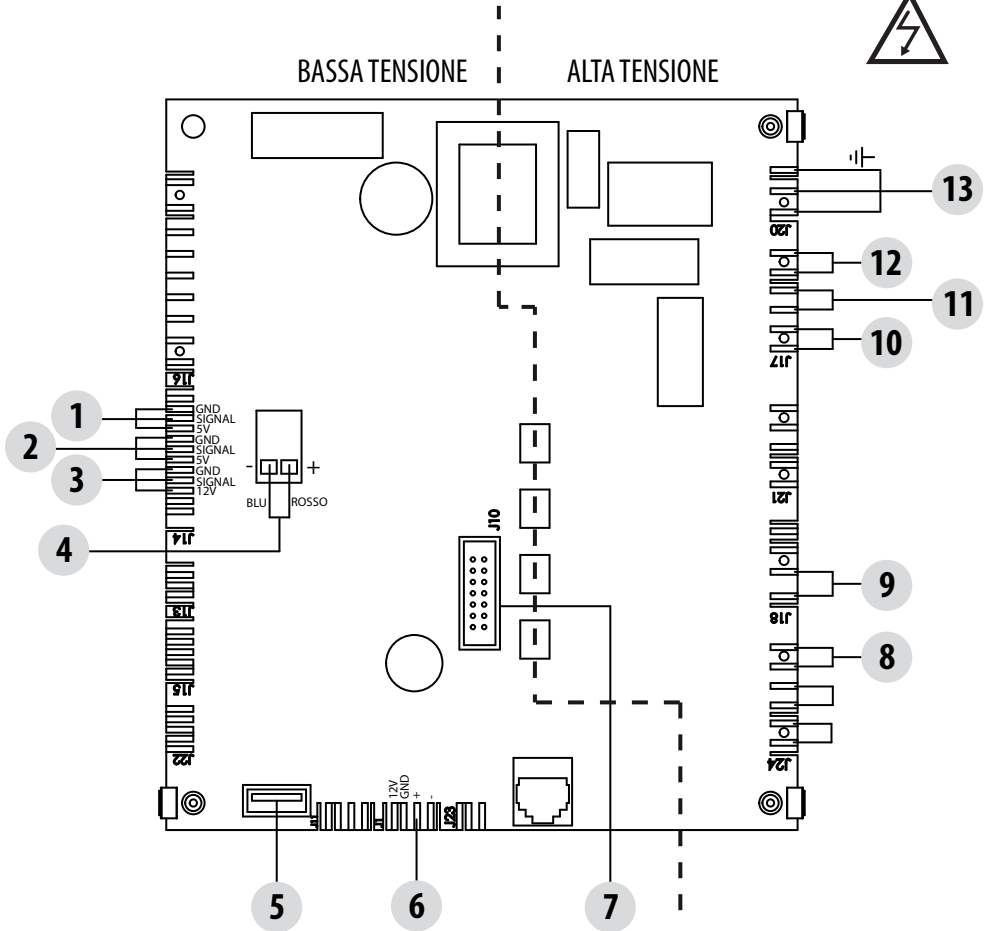 BASSA TENSIONE
ALTA TENSIONE
J20
13
12
11
10
J17
J16
1
GND
SIGNAL
5V
2
GND
SIGNAL
5V
3
GND
SIGNAL
12V
- +
BLU ROSSO
4
J14
J10
J21
J13
9
J18
8
J15
J22
J24
12V
GND
+
-
J11
J1
J23
5
6
7